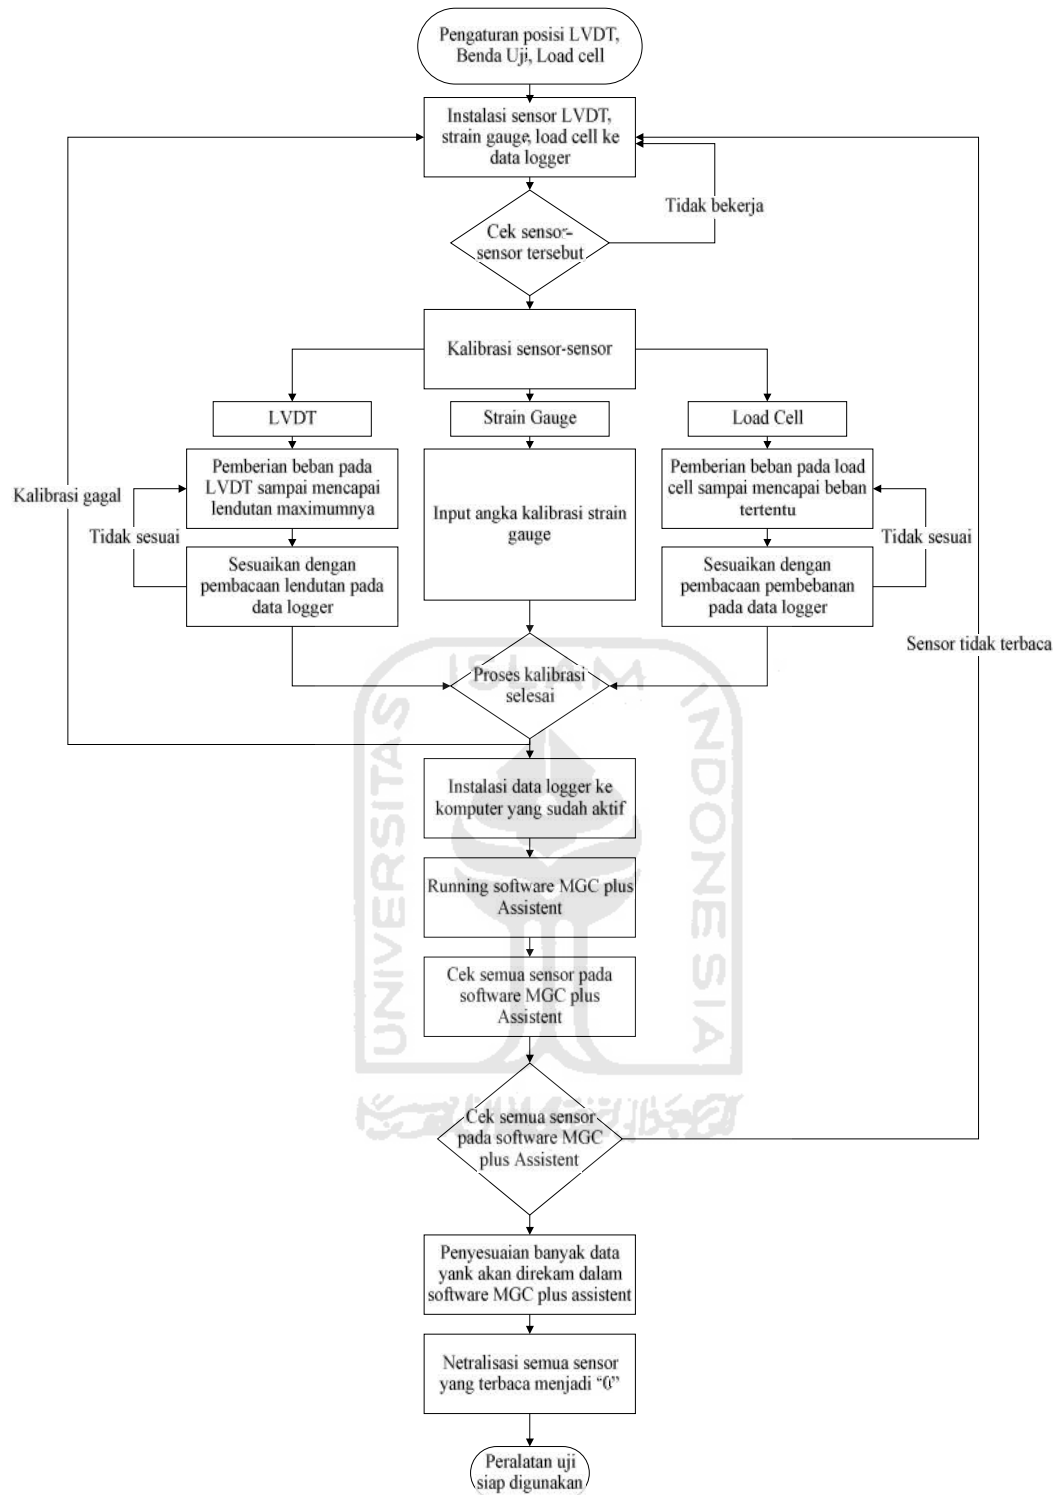 Pengaturan posisi LVDT,
Benda Uji, Load cell
Instalasi sensor LVDT,
strain gauge, load cell ke
data logger
Tidak bekerja
Cek sensor-
sensor tersebut
Kalibrasi sensor-sensor
LVDT
Strain Gauge
Load Cell
Pemberian beban pada
LVDT sampai mencapai
lendutan maximumnya
Input angka kalibrasi strain
gauge
Pemberian beban pada load
cell sampai mencapai beban
tertentu
Kalibrasi gagal
Tidak sesuai
Tidak sesuai
Sesuaikan dengan
pembacaan lendutan pada
data logger
Sesuaikan dengan
pembacaan pembebanan
pada data logger
Sensor tidak terbaca
Proses kalibrasi
selesai
Instalasi data logger ke
komputer yang sudah aktif
Running software MGC plus
Assistent
Cek semua sensor pada
software MGC plus
Assistent
Cek semua sensor
pada software MGC
plus Assistent
Penyesuaian banyak data
yank akan direkam dalam
software MGC plus assistent
Netralisasi semua sensor
yang terbaca menjadi “0”
Peralatan uji
siap digunakan
UNIVERSITAS
ISLAM
INDONESIA